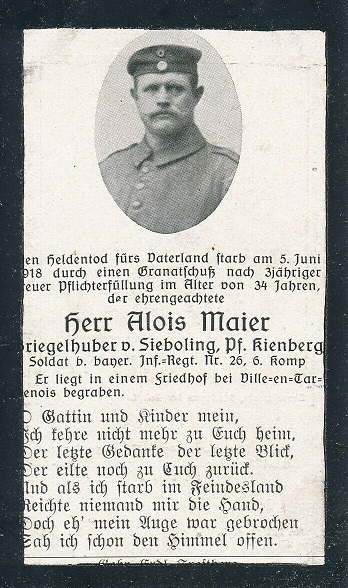 en Heldentod fürs Vaterland starb am 5. Juni
918 durch einen Granatschuß nach 3jähriger
euer Pflichterfüllung im Alter von 34 Jahren,
der ehrengeachtete
Herr Alois Maier
riegelhuber v. Sieboling, Pf. Kienberg
Soldat b. bayer. Inf.-Regt. Nr. 26, 6. Komp
Er liegt in einem Friedhof bei Ville-en-Tar-
enois begraben.
O Gattin und Kinder mein,
Ich kehre nicht mehr zu Euch heim,
Der letzte Gedanke der letzte Blick,
Der eilte noch zu Euch zurück.
Und als ich starb im Feindesland
Reichte niemand mir die Hand,
Doch eh' mein Auge war gebrochen
Sah ich schon den Himmel offen.